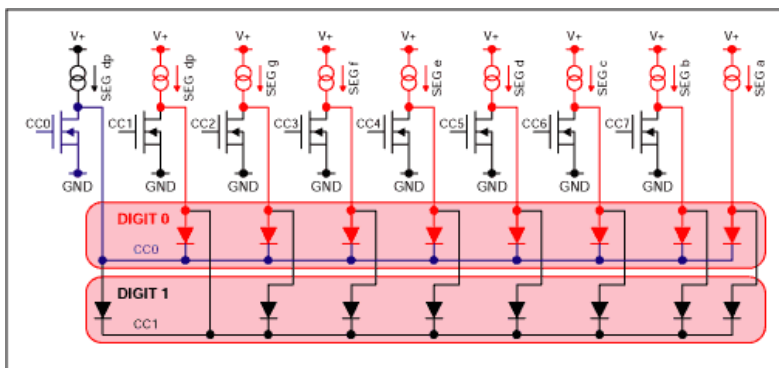 V+ V+ V+ V+ V+ V+ V+ V+ V+
SEG dp SEG dp SEG g SEG f SEG e SEG d SEG c SEG b SEG a
CC0 CC1 CC2 CC3 CC4 CC5 CC6 CC7
GND GND GND GND GND GND GND GND
DIGIT 0
CC0
DIGIT 1
CC1